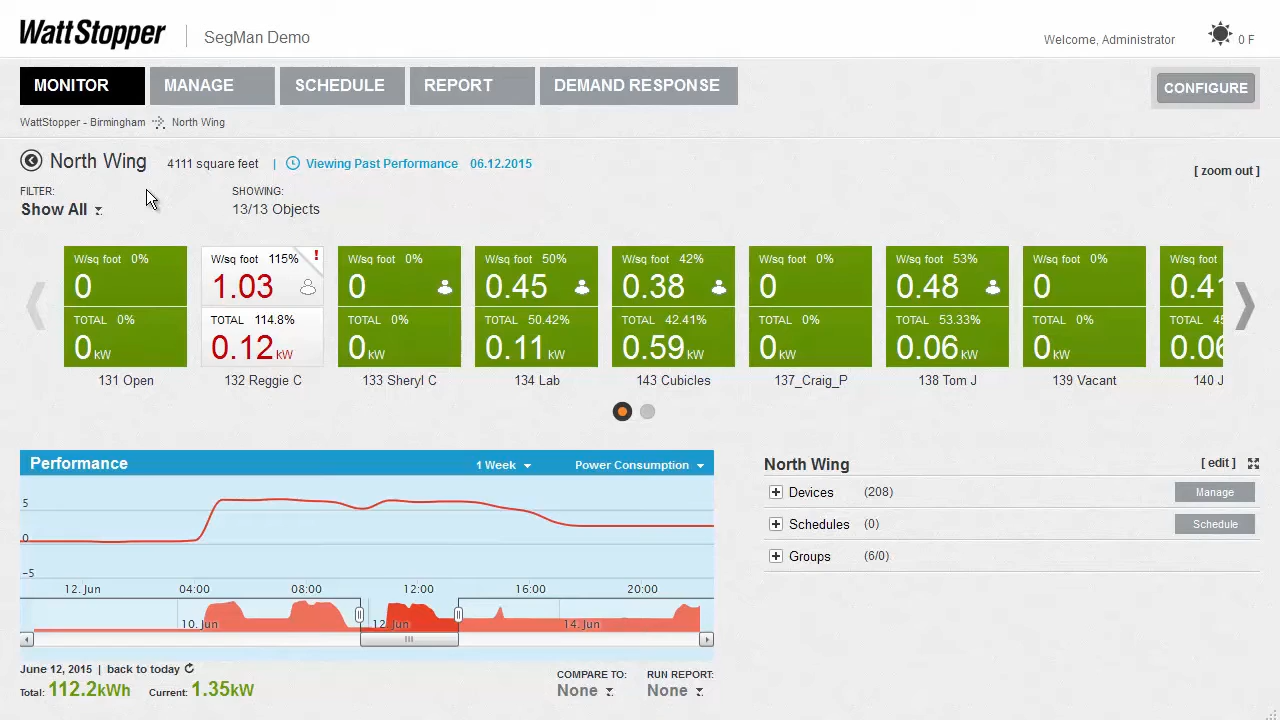 WattStopper SegMan Demo
Welcome, Administrator 0 F
MONITOR MANAGE SCHEDULE REPORT DEMAND RESPONSE CONFIGURE
WattStopper - Birmingham North Wing
North Wing 4111 square feet | Viewing Past Performance 06.12.2015
[ zoom out ]
FILTER: SHOWING:
Show All 13/13 Objects
W/sq foot 0% W/sq foot 115% ! W/sq foot 0% W/sq foot 50% W/sq foot 42% W/sq foot 0% W/sq foot 53% W/sq foot 0% W/sq foot
0 1.03 0 0.45 0.38 0 0.48 0
TOTAL 0% TOTAL 114.8% TOTAL 0% TOTAL 50.42% TOTAL 42.41% TOTAL 0% TOTAL 53.33% TOTAL 0% TOTAL
0 kW 0.12 kW 0 kW 0.11 kW 0.59 kW 0 kW 0.06 kW 0 kW 0.06
131 Open 132 Reggie C 133 Sheryl C 134 Lab 143 Cubicles 137_Craig_P 138 Tom J 139 Vacant 140 J
Performance 1 Week Power Consumption
5
0
-5
12. Jun 04:00 08:00 12:00 16:00 20:00
10. Jun 12. Jun 14. Jun
June 12, 2015 | back to today
Total: 112.2kWh Current: 1.35kW
COMPARE TO: RUN REPORT:
None None
North Wing [ edit ]
Devices (208) Manage
Schedules (0) Schedule
Groups (6/0)